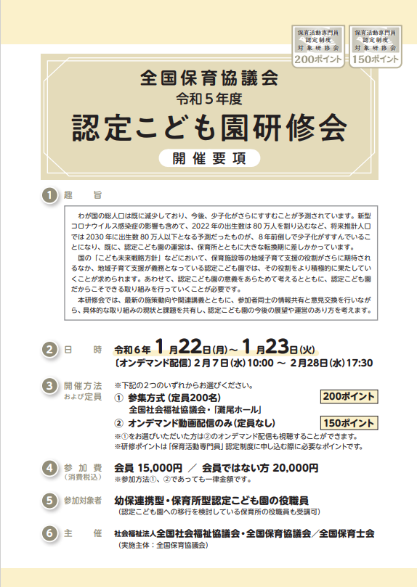 保育活動専門員
認定制度
対象研修会
200ポイント
保育活動専門員
認定制度
対象研修会
150ポイント
全国保育協議会
令和5年度
認定こども園研修会
開催要項
1 趣 旨
わが国の総人口は既に減少しており、今後、少子化がさらにすすむことが予測されています。新型
コロナウイルス感染症の影響も含めて、2022年の出生数は80万人を割り込むなど、将来推計人口
では2030年に出生数80万人以下となる予測だったものが、8年前倒しで少子化がすすんでいるこ
とになり、既に、認定こども園の運営は、保育所とともに大きな転換期に差しかかっています。
国の「こども未来戦略方針」などにおいて、保育施設等の地域子育て支援の役割がさらに期待され
るなか、地域子育て支援が義務となっている認定こども園では、その役割をより積極的に果たしてい
くことが求められます。あわせて、認定こども園の意義をあらためて考えるとともに、認定こども園
だからこそできる取り組みを行っていくことが必要です。
本研修会では、最新の施策動向や関連講義とともに、参加者同士の情報共有と意見交換を行いなが
ら、具体的な取り組みの現状と課題を共有し、認定こども園の今後の展望や運営のあり方を考えます。
2 日 時 令和6年 1月22日(月)～ 1月23日(火)
〔オンデマンド配信〕2月7日(水)10:00 ～ 2月28日(水)17:30
3 開催方法 ※下記の2つのいずれからお選びください。
および定員 ① 参集方式（定員200名） 200ポイント
全国社会福祉協議会・「灘尾ホール」
② オンデマンド動画配信のみ（定員なし） 150ポイント
※①をお選びいただいた方は②のオンデマンド配信も視聴することができます。
※研修ポイントは「保育活動専門員」認定制度に申し込む際に必要なポイントです。
4 参 加 費 会員 15,000円 ／ 会員ではない方 20,000円
（消費税込） ※参加方法①、②であっても一律金額です。
5 参加対象者 幼保連携型・保育所型認定こども園の役職員
（認定こども園への移行を検討している保育所の役職員も受講可）
6 主 催 社会福祉法人全国社会福祉協議会・全国保育協議会／全国保育士会
（実施主体：全国保育協議会）